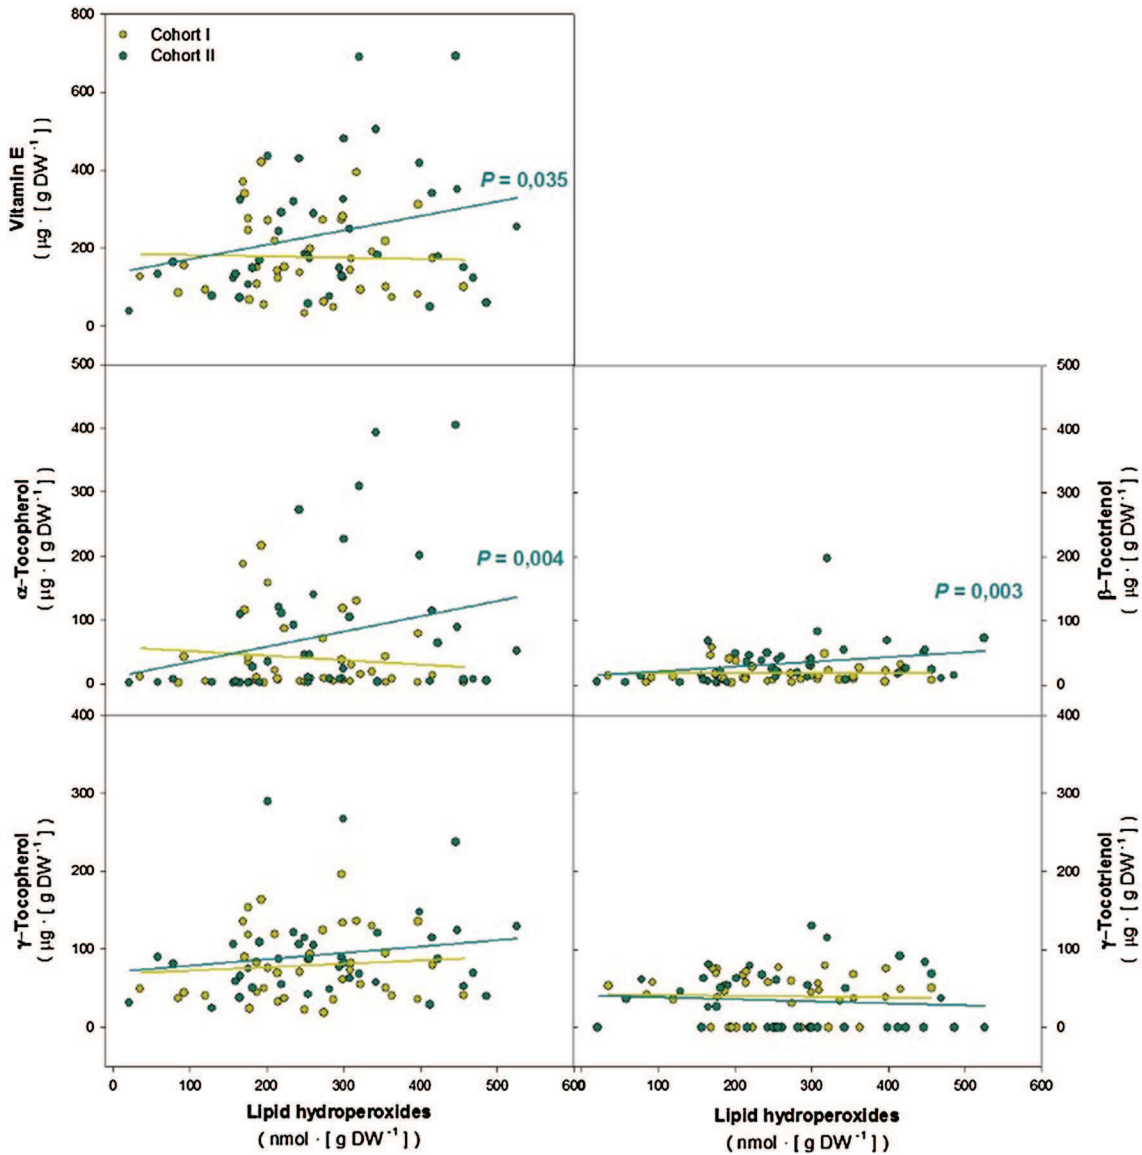 800
600
400
200
0
Cohort I
Cohort II
P = 0,035
Vitamin E
( µg · [ g DW⁻¹ ] )
500
400
300
200
100
0
P = 0,004
α-Tocopherol
( µg · [ g DW⁻¹ ] )
500
400
300
200
100
0
P = 0,003
β-Tocotrienol
( µg · [ g DW⁻¹ ] )
400
300
200
100
0
γ-Tocopherol
( µg · [ g DW⁻¹ ] )
400
300
200
100
0
γ-Tocotrienol
( µg · [ g DW⁻¹ ] )
0 100 200 300 400 500 600
Lipid hydroperoxides
( nmol · [ g DW⁻¹ ] )
0 100 200 300 400 500 600
Lipid hydroperoxides
( nmol · [ g DW⁻¹ ] )